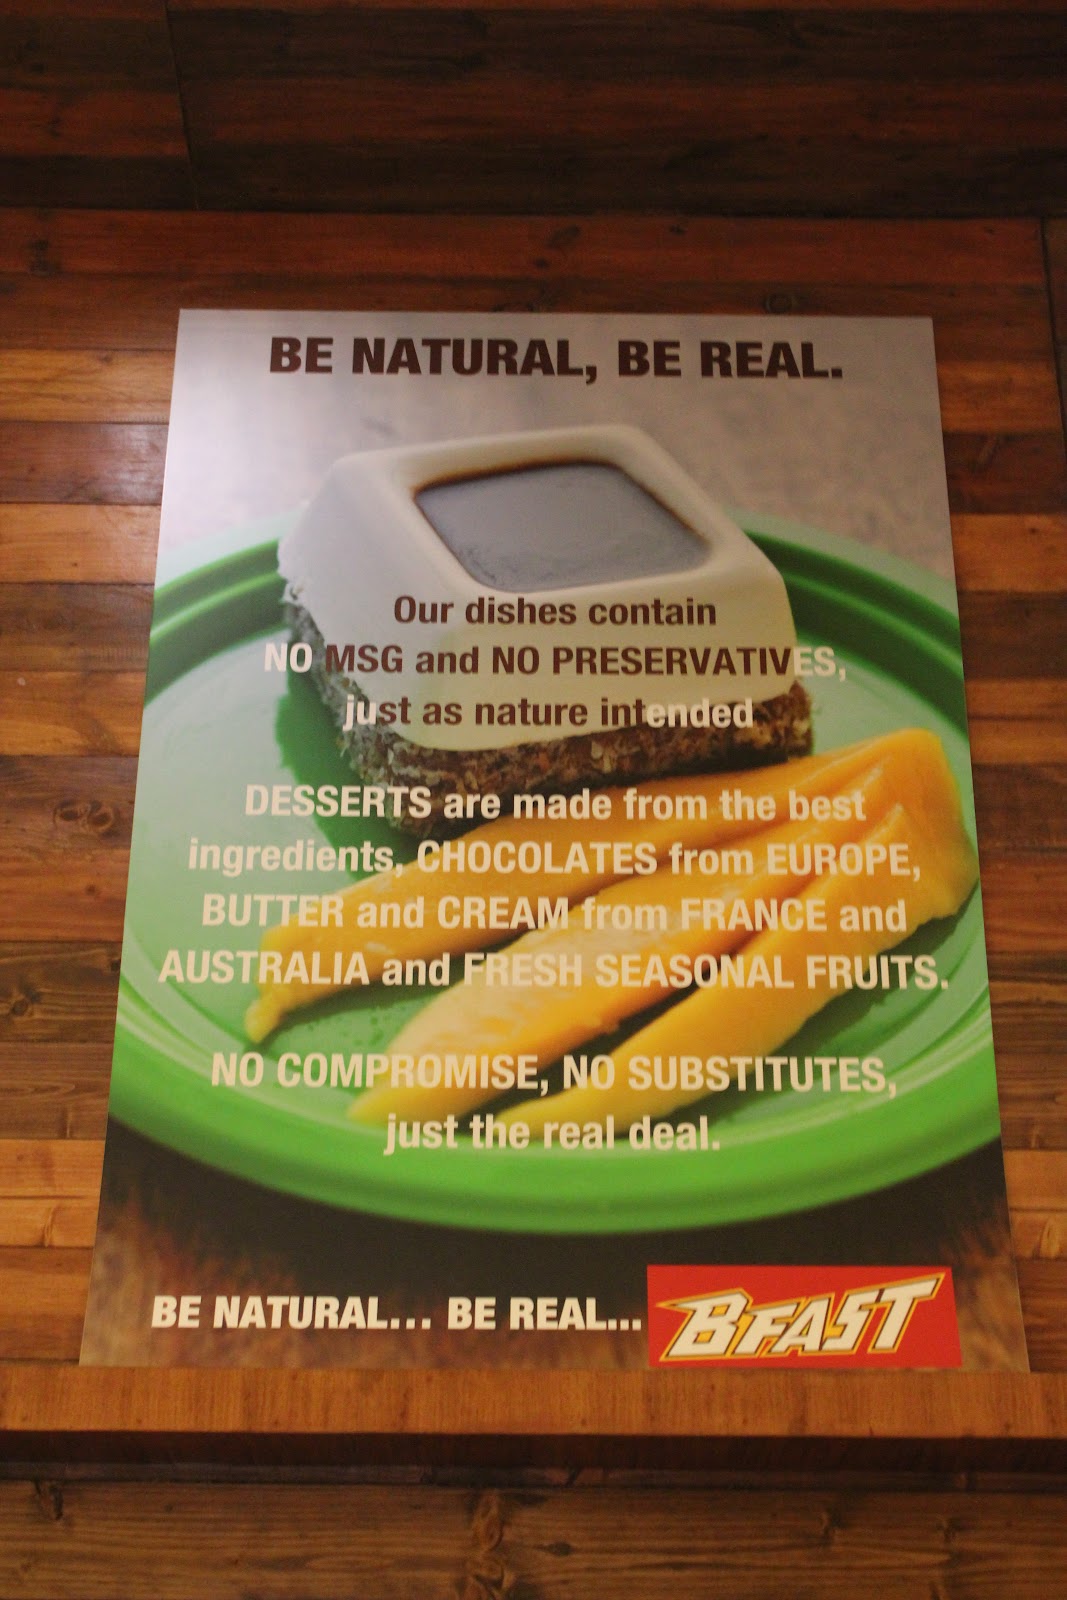 BE NATURAL, BE REAL.
Our dishes contain
NO MSG and NO PRESERVATIVES,
just as nature intended
DESSERTS are made from the best
ingredients, CHOCOLATES from EUROPE,
BUTTER and CREAM from FRANCE and
AUSTRALIA and FRESH SEASONAL FRUITS.
NO COMPROMISE, NO SUBSTITUTES,
just the real deal.
BE NATURAL... BE REAL... BFAST